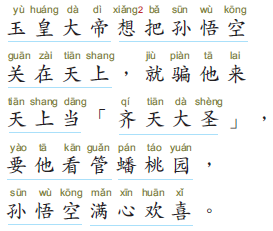 yù huáng dà dì xiǎng2 bǎ sūn wù kōng
玉皇大帝想把孙悟空
guān zài tiān shang jiù piàn tā lai
关在天上，就骗他来
tiān shang dāng qí tiān dà shèng
天上当「齐天大圣」，
yào tā kān guǎn pán táo yuán
要他看管蟠桃园，
sūn wù kōng mǎn xīn huān xǐ
孙悟空满心欢喜。